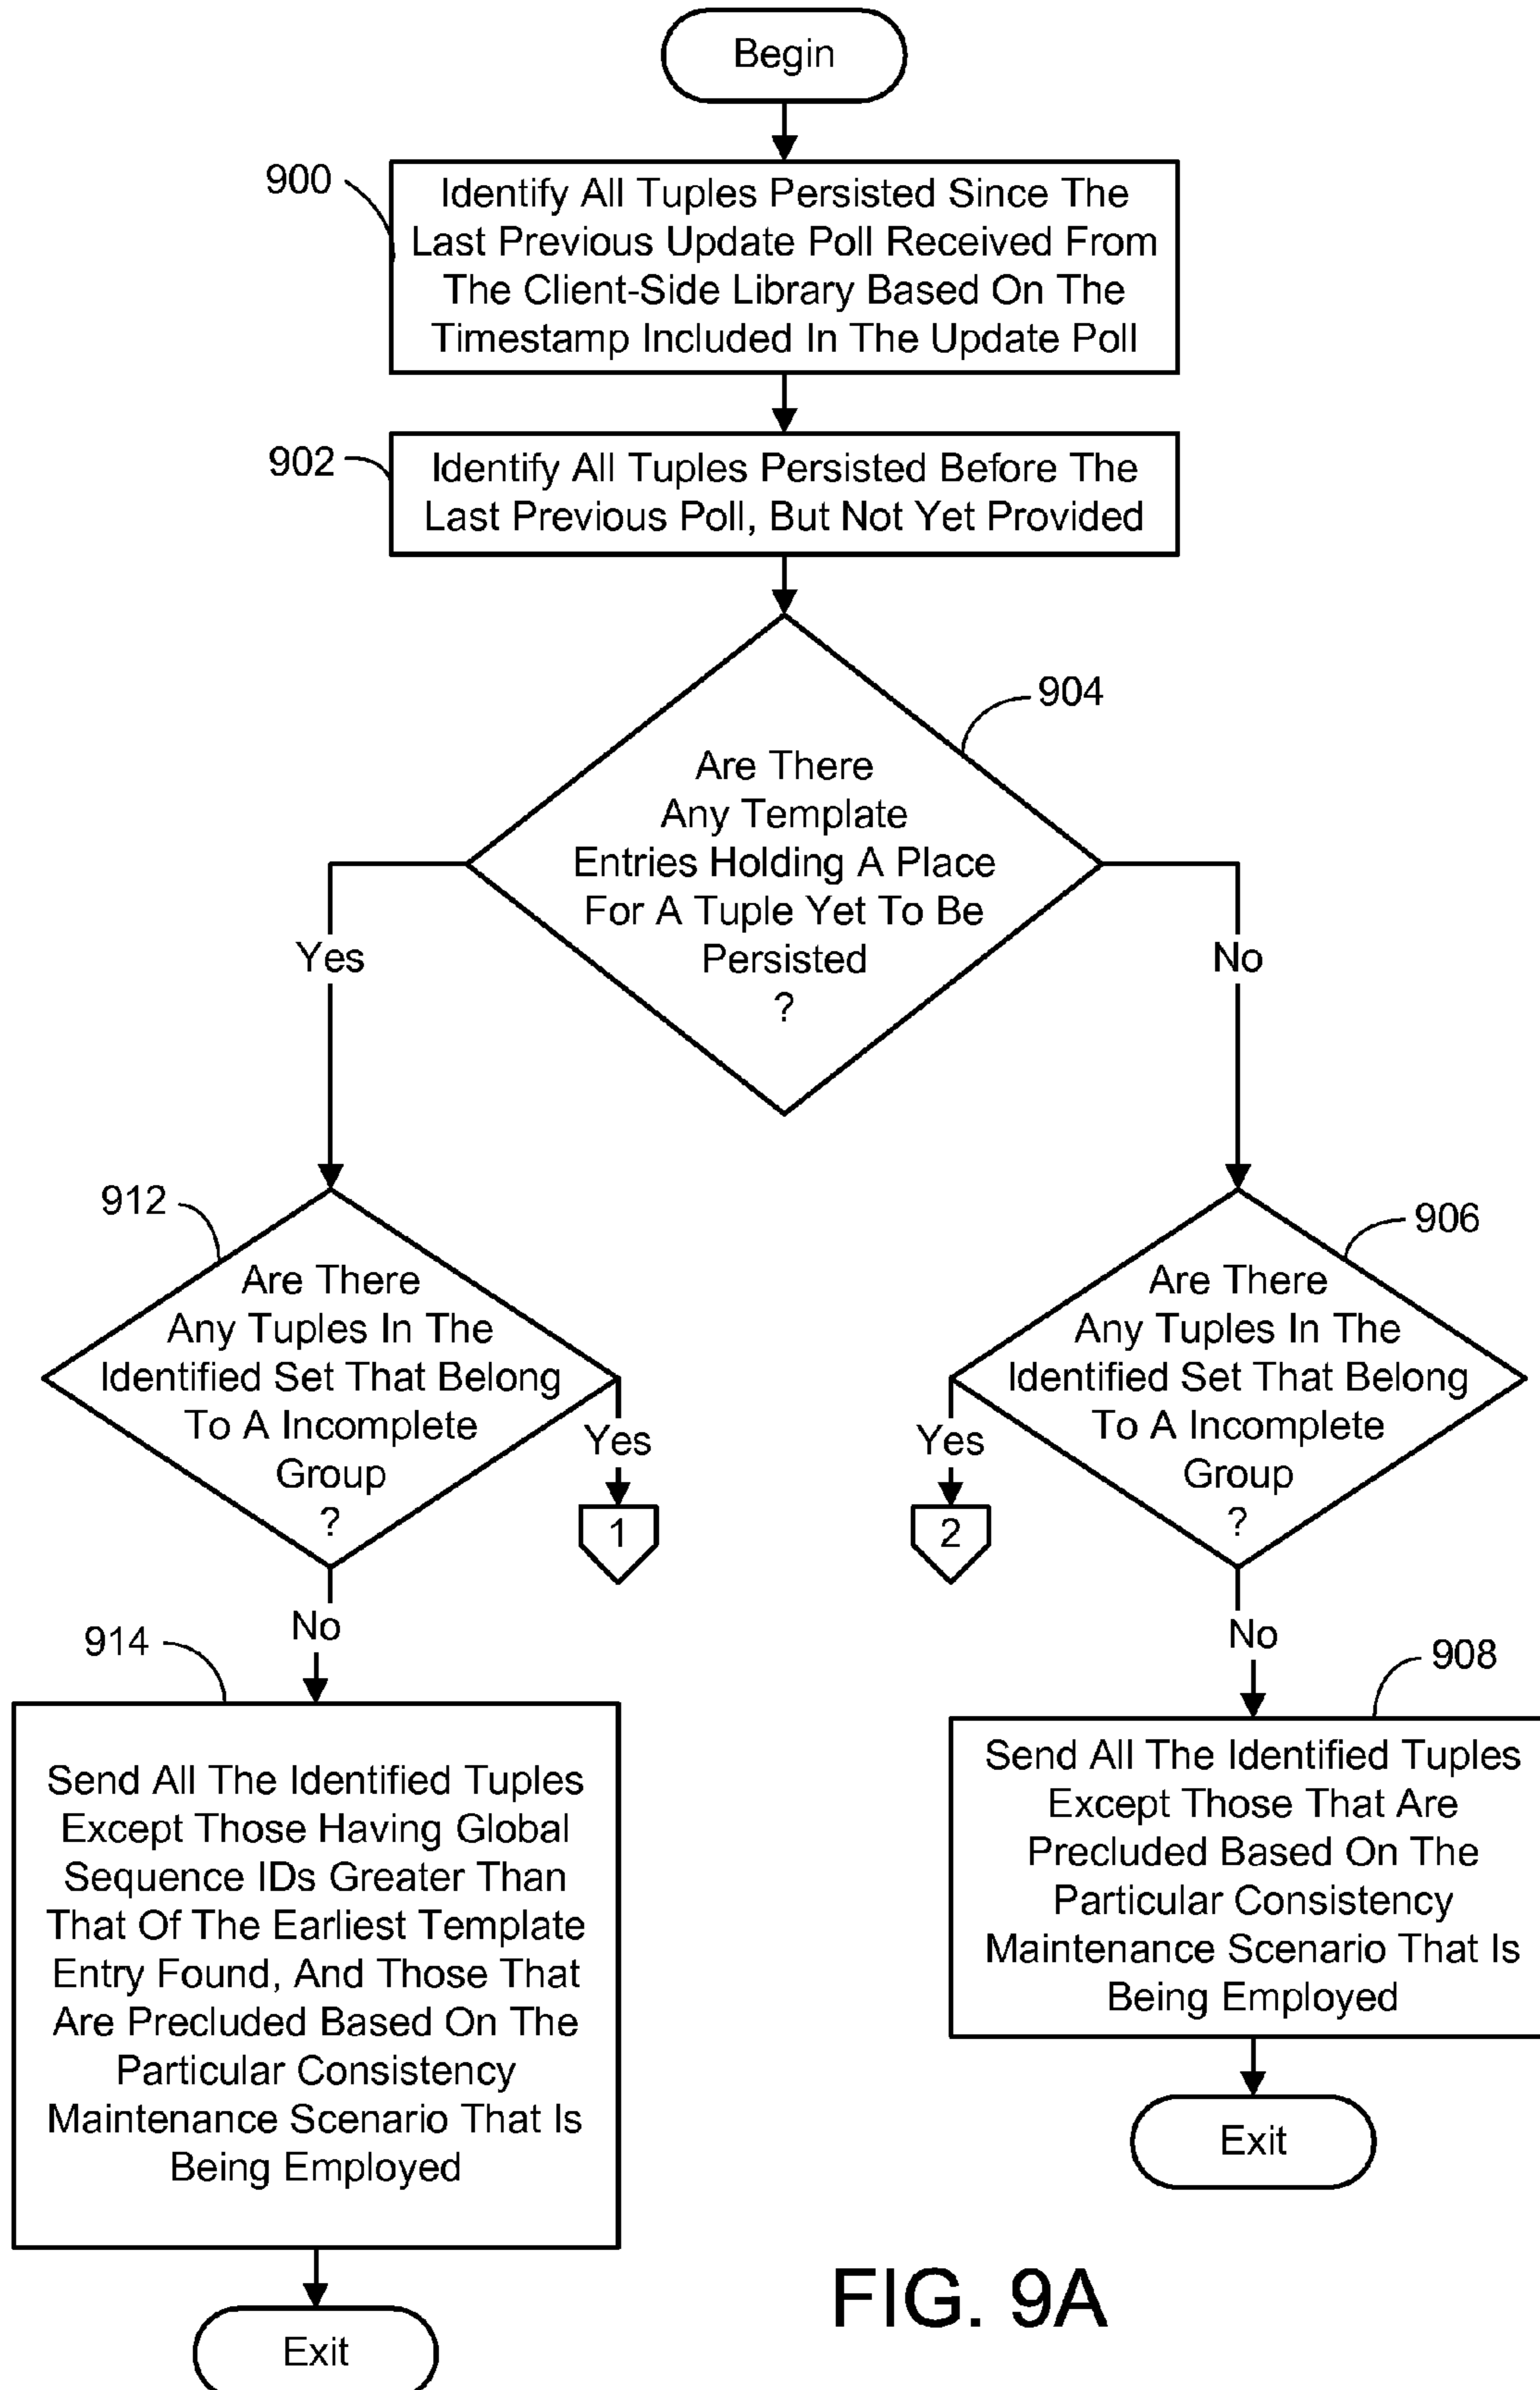 Begin
900
Identify All Tuples Persisted Since The
Last Previous Update Poll Received From
The Client-Side Library Based On The
Timestamp Included In The Update Poll
902
Identify All Tuples Persisted Before The
Last Previous Poll, But Not Yet Provided
904
Are There
Any Template
Entries Holding A Place
For A Tuple Yet To Be
Persisted
?
Yes
No
912
Are There
Any Tuples In The
Identified Set That Belong
To A Incomplete
Group
?
Yes
1
No
906
Are There
Any Tuples In The
Identified Set That Belong
To A Incomplete
Group
?
Yes
2
No
914
Send All The Identified Tuples
Except Those Having Global
Sequence IDs Greater Than
That Of The Earliest Template
Entry Found, And Those That
Are Precluded Based On The
Particular Consistency
Maintenance Scenario That Is
Being Employed
Exit
908
Send All The Identified Tuples
Except Those That Are
Precluded Based On The
Particular Consistency
Maintenance Scenario That Is
Being Employed
Exit
FIG. 9A